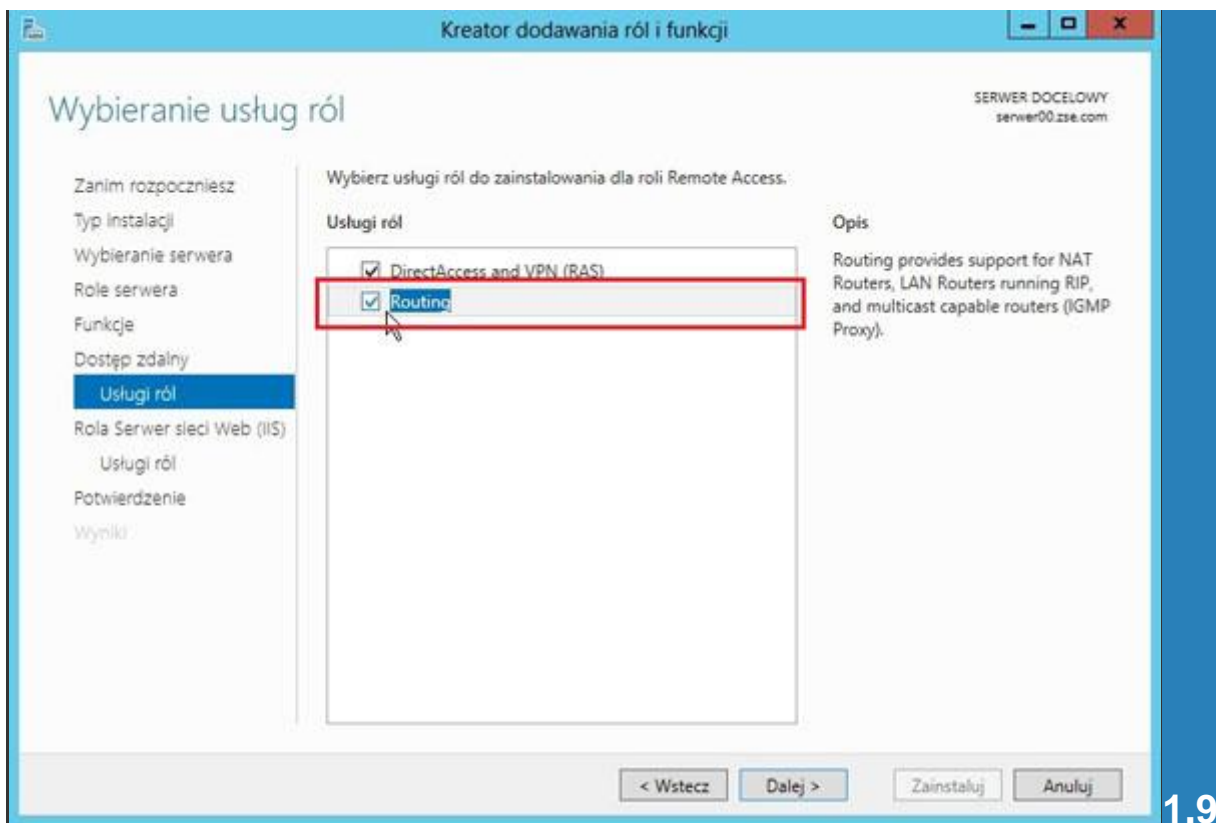 Kreator dodawania ról i funkcji
Wybieranie usług ról
SERWER DOCELOWY
serwer00.zse.com
Zanim rozpoczniesz
Typ instalacji
Wybieranie serwera
Role serwera
Funkcje
Dostęp zdalny
Usługi ról
Rola Serwer sieci Web (IIS)
Usługi ról
Potwierdzenie
Wyniki
Wybierz usługi ról do zainstalowania dla roli Remote Access.
Usługi ról
DirectAccess and VPN (RAS)
Routing
Opis
Routing provides support for NAT
Routers, LAN Routers running RIP,
and multicast capable routers (IGMP
Proxy).
< Wstecz
Dalej >
Zainstaluj
Anuluj
1.9